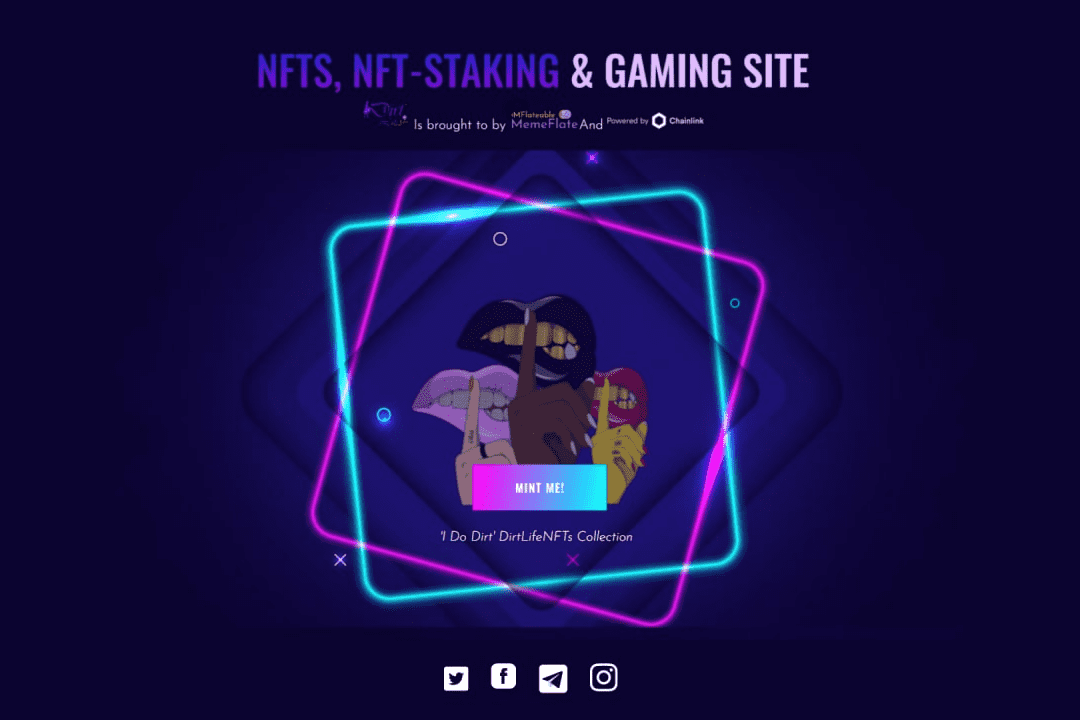 NFTS, NFT-STAKING & GAMING SITE
Dirt Is brought to by MFlateable MemeFlate And Powered by Chainlink
MINT ME!
'I Do Dirt' DirtLifeNFTs Collection